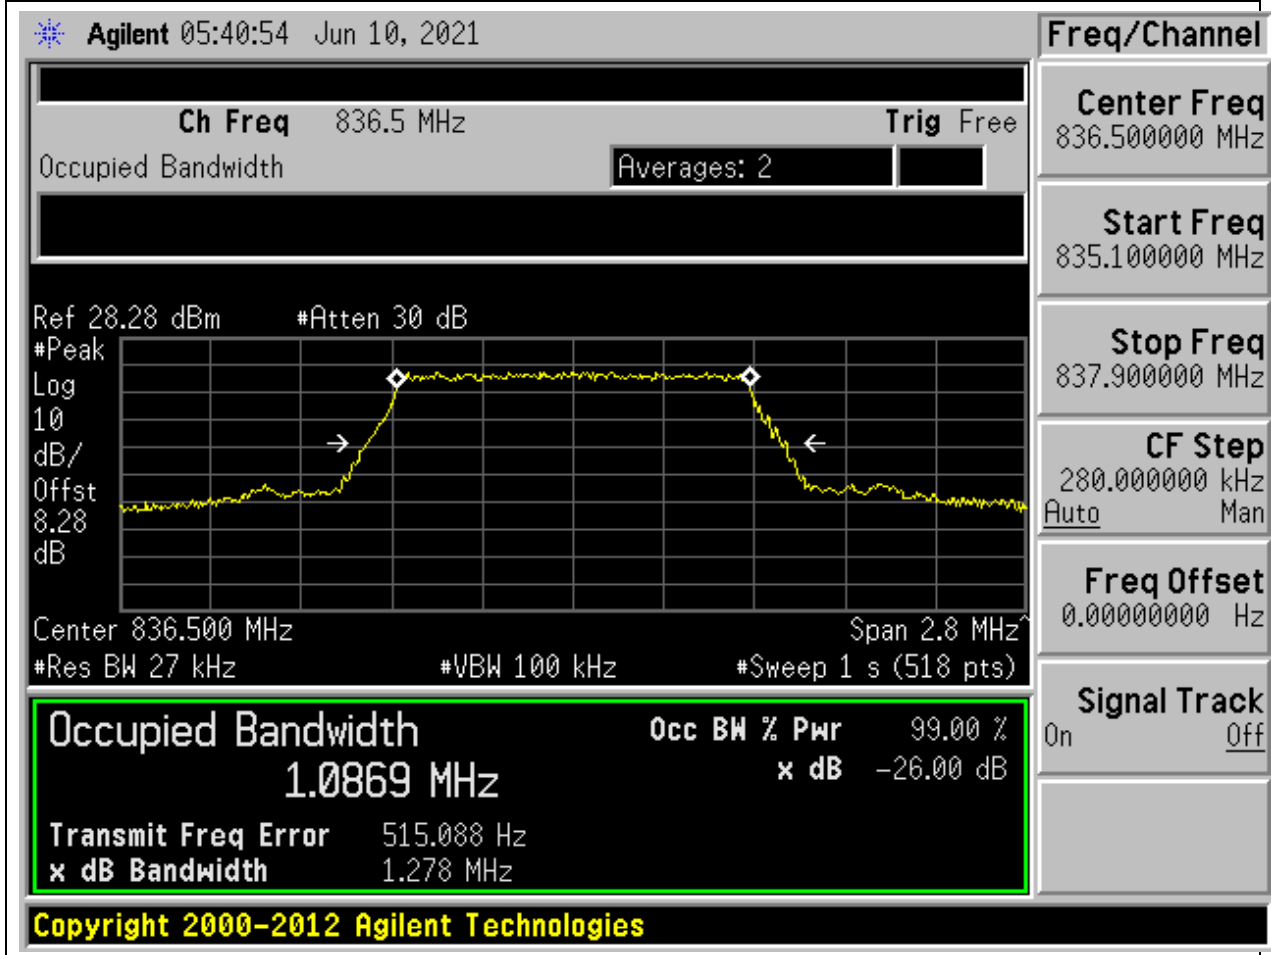 Agilent 05:40:54 Jun 10, 2021
Freq/Channel
Ch Freq 836.5 MHz Trig Free
Occupied Bandwidth Averages: 2
Center Freq
836.500000 MHz
Start Freq
835.100000 MHz
Stop Freq
837.900000 MHz
CF Step
280.000000 kHz
Auto Man
Freq Offset
0.00000000 Hz
Signal Track
On Off
Ref 28.28 dBm #Atten 30 dB
#Peak
Log
10
dB/
Offst
8.28
dB
Center 836.500 MHz Span 2.8 MHz^
#Res BW 27 kHz #VBW 100 kHz #Sweep 1 s (518 pts)
Occupied Bandwidth
1.0869 MHz
Occ BW % Pwr 99.00 %
x dB -26.00 dB
Transmit Freq Error 515.088 Hz
x dB Bandwidth 1.278 MHz
Copyright 2000-2012 Agilent Technologies